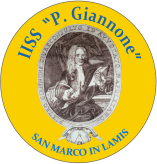 IISS "P. Giannone"
SAN MARCO IN LAMIS